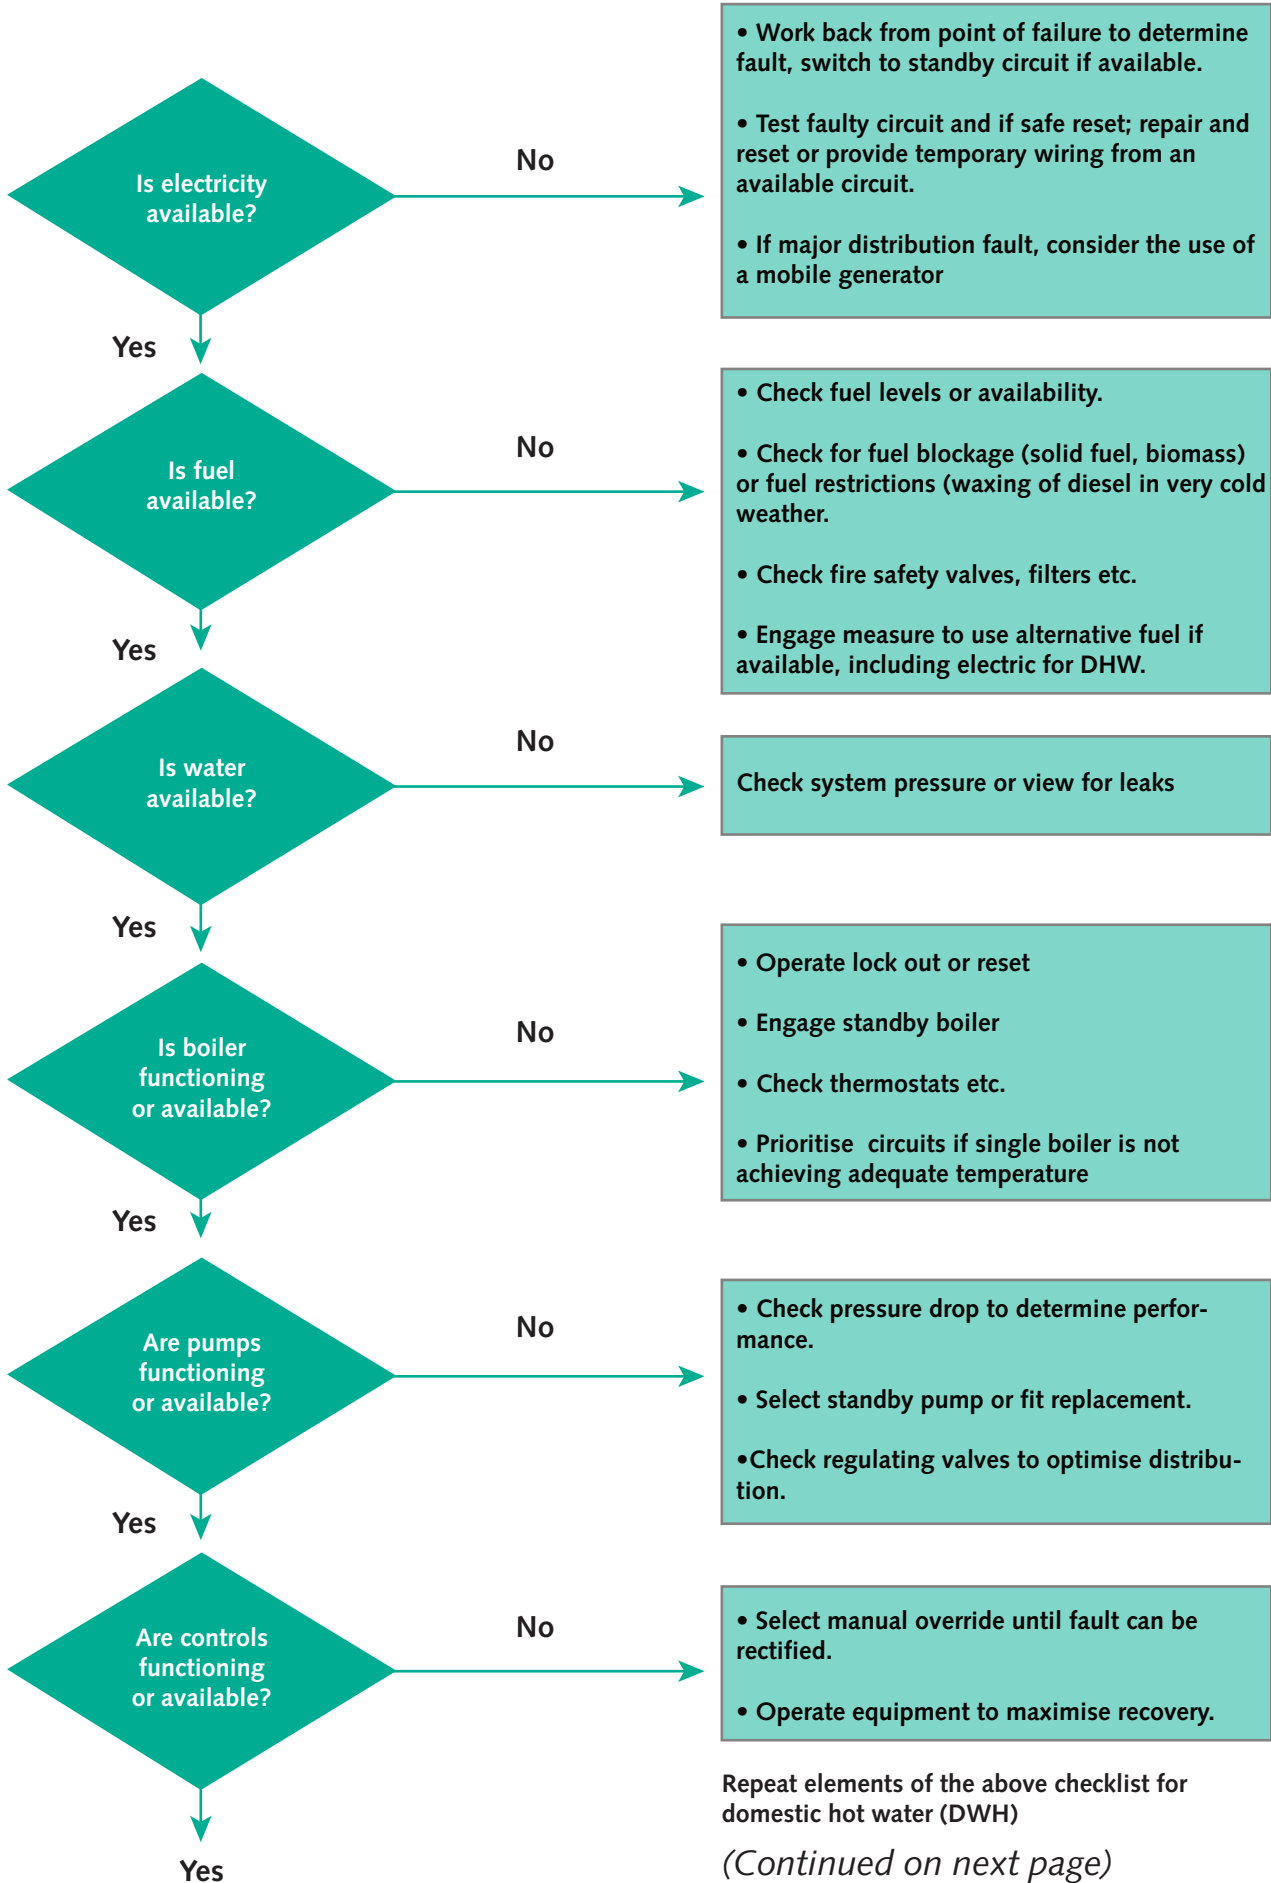 Is electricity
available?
No
• Work back from point of failure to determine
fault, switch to standby circuit if available.
• Test faulty circuit and if safe reset; repair and
reset or provide temporary wiring from an
available circuit.
• If major distribution fault, consider the use of
a mobile generator
Yes
Is fuel
available?
No
• Check fuel levels or availability.
• Check for fuel blockage (solid fuel, biomass)
or fuel restrictions (waxing of diesel in very cold
weather.
• Check fire safety valves, filters etc.
• Engage measure to use alternative fuel if
available, including electric for DHW.
Yes
Is water
available?
No
Check system pressure or view for leaks
Yes
Is boiler
functioning
or available?
No
• Operate lock out or reset
• Engage standby boiler
• Check thermostats etc.
• Prioritise  circuits if single boiler is not
achieving adequate temperature
Yes
Are pumps
functioning
or available?
No
• Check pressure drop to determine perfor-
mance.
• Select standby pump or fit replacement.
•Check regulating valves to optimise distribu-
tion.
Yes
Are controls
functioning
or available?
No
• Select manual override until fault can be
rectified.
• Operate equipment to maximise recovery.
Yes
Repeat elements of the above checklist for
domestic hot water (DWH)
(Continued on next page)